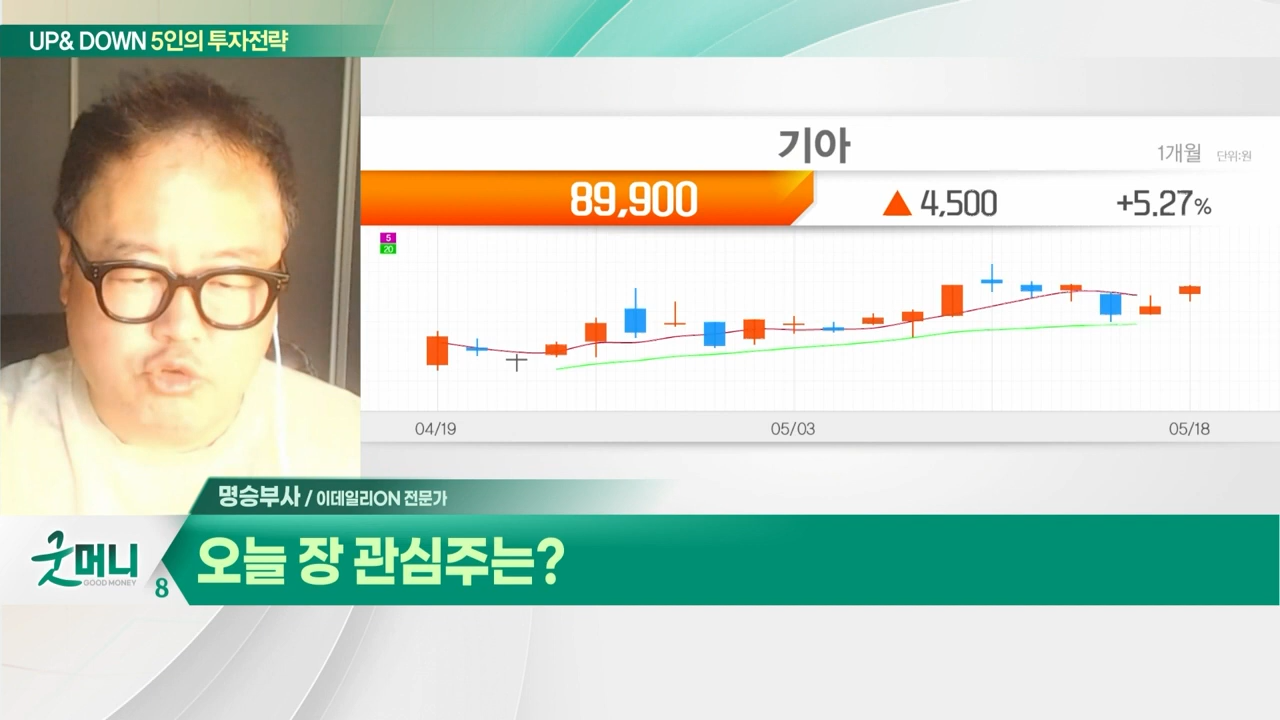 UP& DOWN 5인의 투자전략
기아
1개월 단위:원
89,900 ▲ 4,500 +5.27%
5
20
04/19 05/03 05/18
명승부사 / 이데일리ON 전문가
굿머니
GOOD MONEY
8
오늘 장 관심주는?